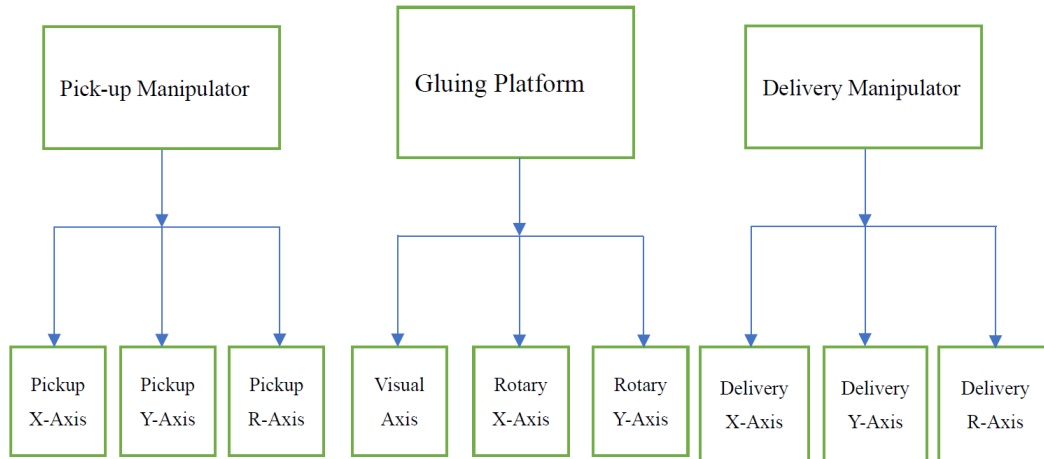 Pick-up Manipulator
Gluing Platform
Delivery Manipulator
Pickup
X-Axis
Pickup
Y-Axis
Pickup
R-Axis
Visual
Axis
Rotary
X-Axis
Rotary
Y-Axis
Delivery
X-Axis
Delivery
Y-Axis
Delivery
R-Axis